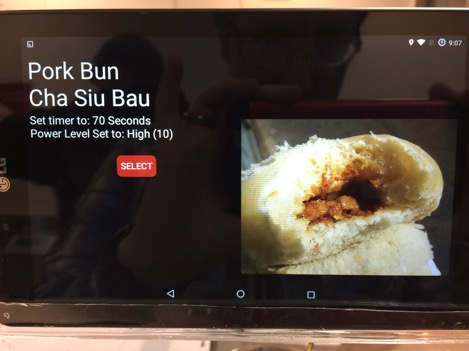 9:07
Pork Bun
Cha Siu Bau
Set timer to: 70 Seconds
Power Level Set to: High (10)
SELECT
LG